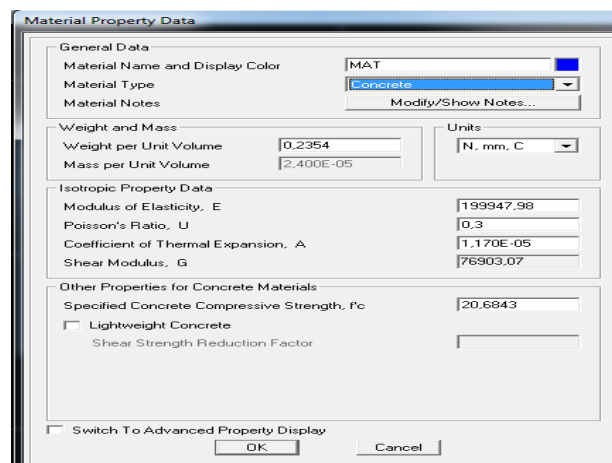 Material Property Data
General Data
Material Name and Display Color MAT
Material Type Concrete
Material Notes Modify/Show Notes...
Weight and Mass Units
Weight per Unit Volume 0,2354 N, mm, C
Mass per Unit Volume 2,400E-05
Isotropic Property Data
Modulus of Elasticity, E 199947,98
Poisson's Ratio, U 0,3
Coefficient of Thermal Expansion, A 1,170E-05
Shear Modulus, G 76903,07
Other Properties for Concrete Materials
Specified Concrete Compressive Strength, f'c 20,6843
Lightweight Concrete
Shear Strength Reduction Factor
Switch To Advanced Property Display
OK Cancel